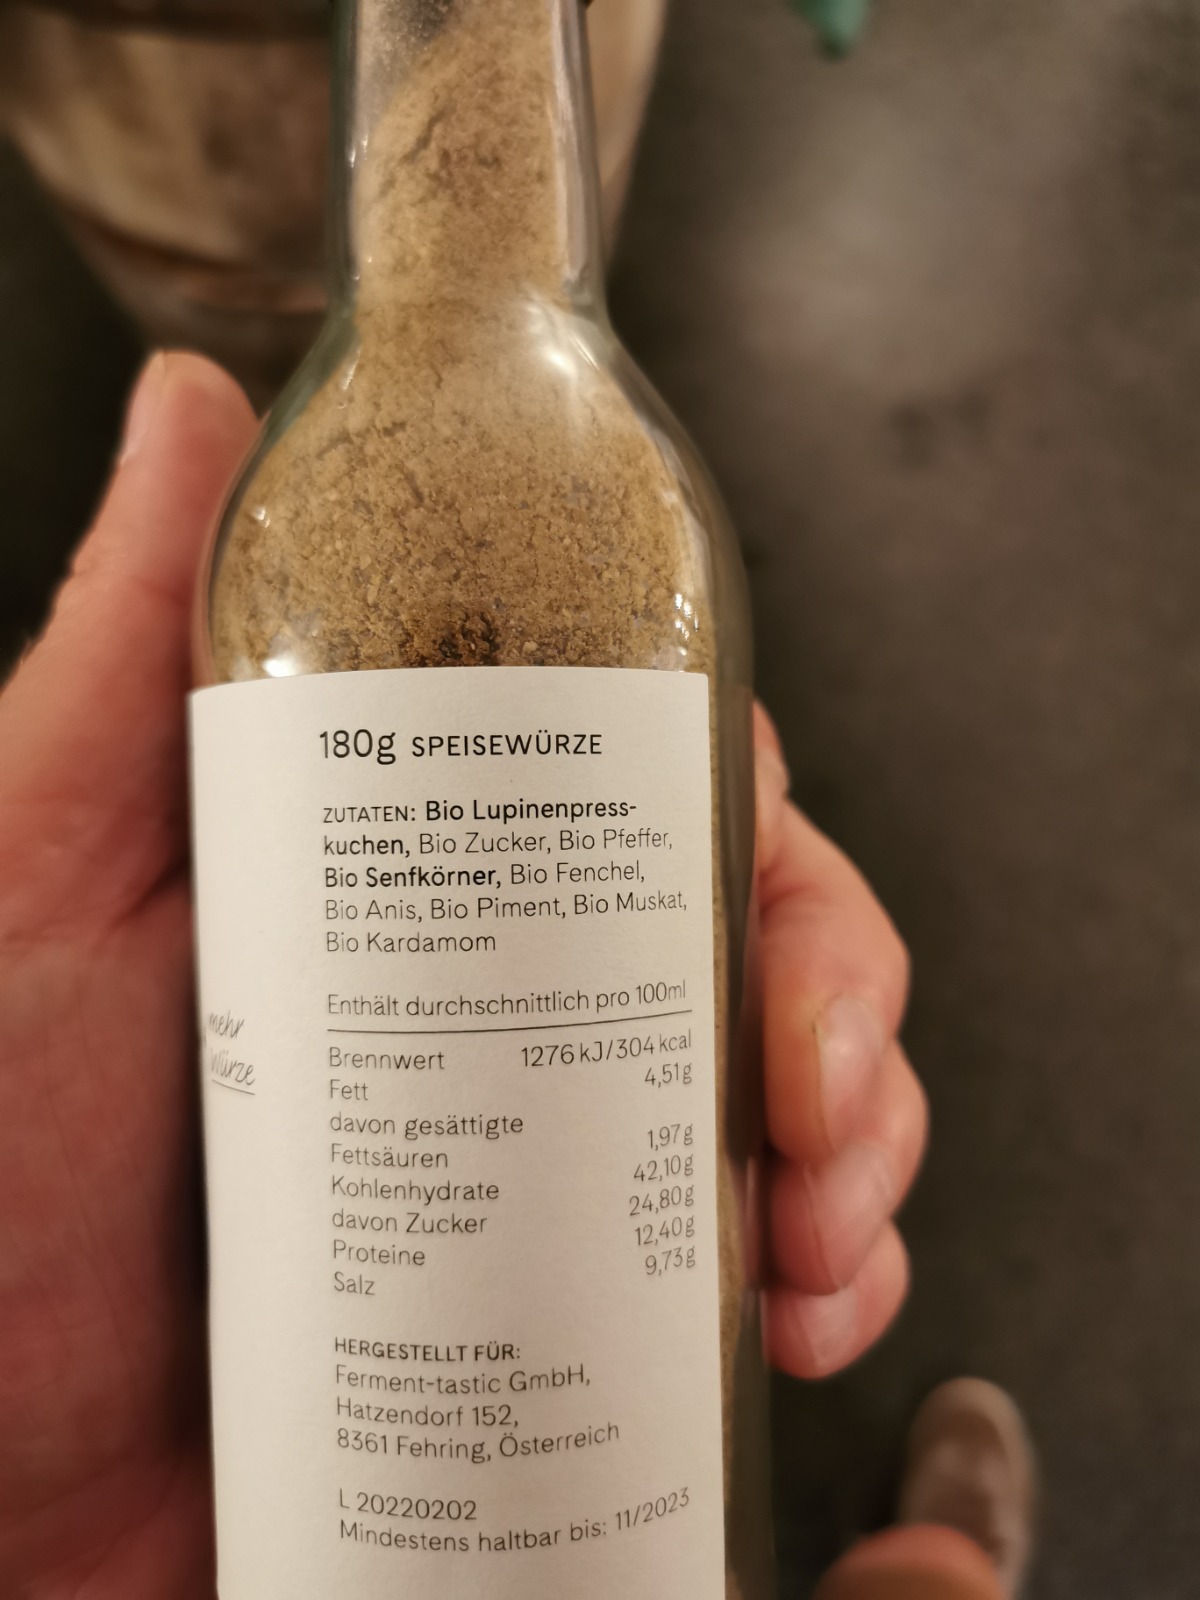 180g SPEISEWÜRZE
ZUTATEN: Bio Lupinenpress-
kuchen, Bio Zucker, Bio Pfeffer,
Bio Senfkörner, Bio Fenchel,
Bio Anis, Bio Piment, Bio Muskat,
Bio Kardamom
Enthält durchschnittlich pro 100ml
Brennwert 1276 kJ/304 kcal
Fett 4,51g
davon gesättigte
Fettsäuren 1,97g
Kohlenhydrate 42,10g
davon Zucker 24,80g
Proteine 12,40g
Salz 9,73g
HERGESTELLT FÜR:
Ferment-tastic GmbH,
Hatzendorf 152,
8361 Fehring, Österreich
L 20220202
Mindestens haltbar bis: 11/2023
mehr
Würze